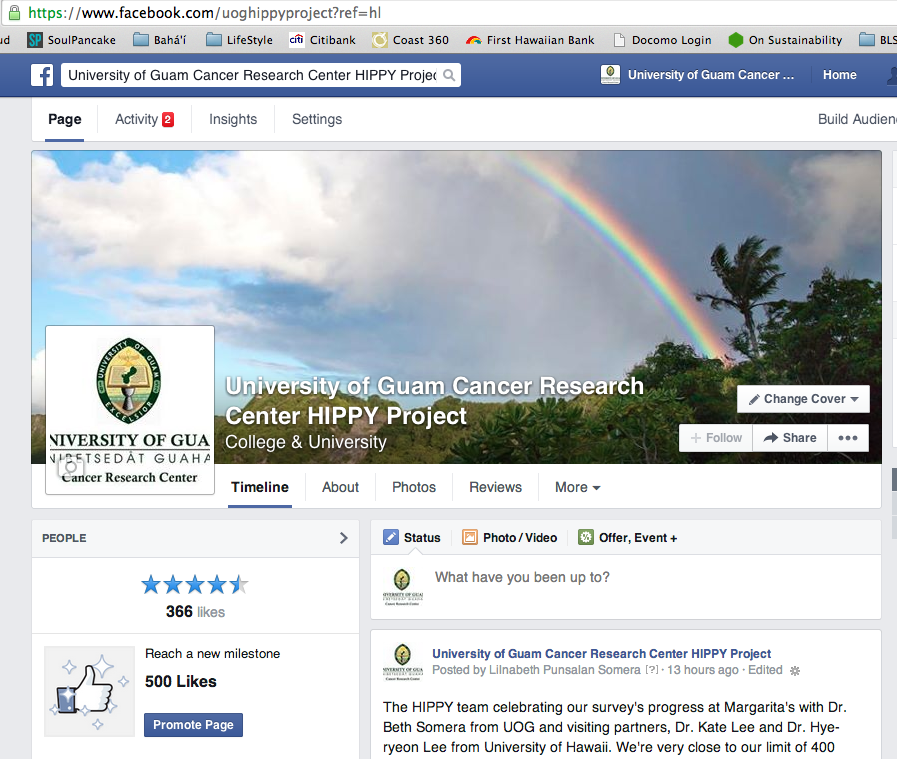 https://www.facebook.com/uoghippyproject?ref=hl
ud SP SoulPancake Bahá'í LifeStyle citi Citibank Coast 360 First Hawaiian Bank Docomo Login On Sustainability BLS
f University of Guam Cancer Research Center HIPPY Projec University of Guam Cancer ... Home
Page Activity 2 Insights Settings Build Audien
UNIVERSITY OF GUAM
EXCELSIOR
NIVERSITY OF GUA
NIBETSEDÅT GUAHA
Cancer Research Center
University of Guam Cancer Research
Center HIPPY Project
College & University
Change Cover
+ Follow Share •••
Timeline About Photos Reviews More
PEOPLE
366 likes
Reach a new milestone
500 Likes
Promote Page
Status Photo / Video Offer, Event +
What have you been up to?
University of Guam Cancer Research Center HIPPY Project
Posted by Lilnabeth Punsalan Somera [?] · 13 hours ago · Edited
The HIPPY team celebrating our survey's progress at Margarita's with Dr.
Beth Somera from UOG and visiting partners, Dr. Kate Lee and Dr. Hye-
ryeon Lee from University of Hawaii. We're very close to our limit of 400